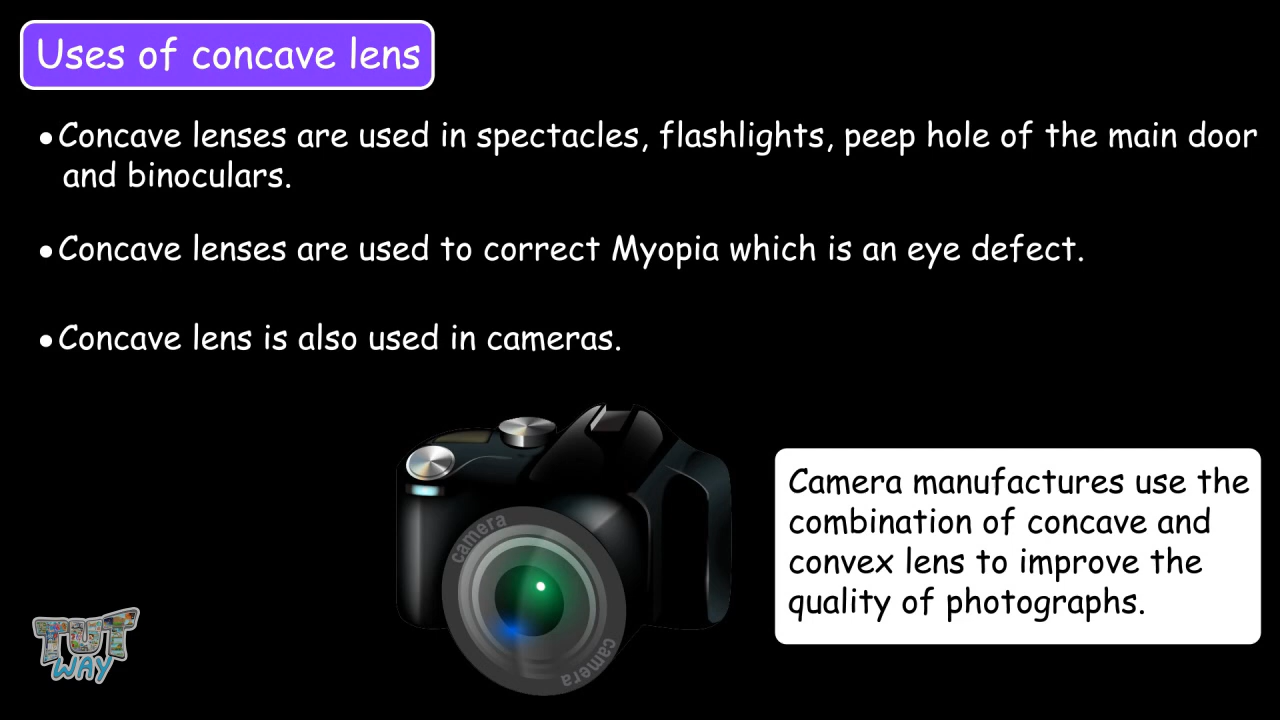 Uses of concave lens
•Concave lenses are used in spectacles, flashlights, peep hole of the main door
and binoculars.
•Concave lenses are used to correct Myopia which is an eye defect.
•Concave lens is also used in cameras.
camera
camera
Camera manufactures use the
combination of concave and
convex lens to improve the
quality of photographs.
TUT
WAY